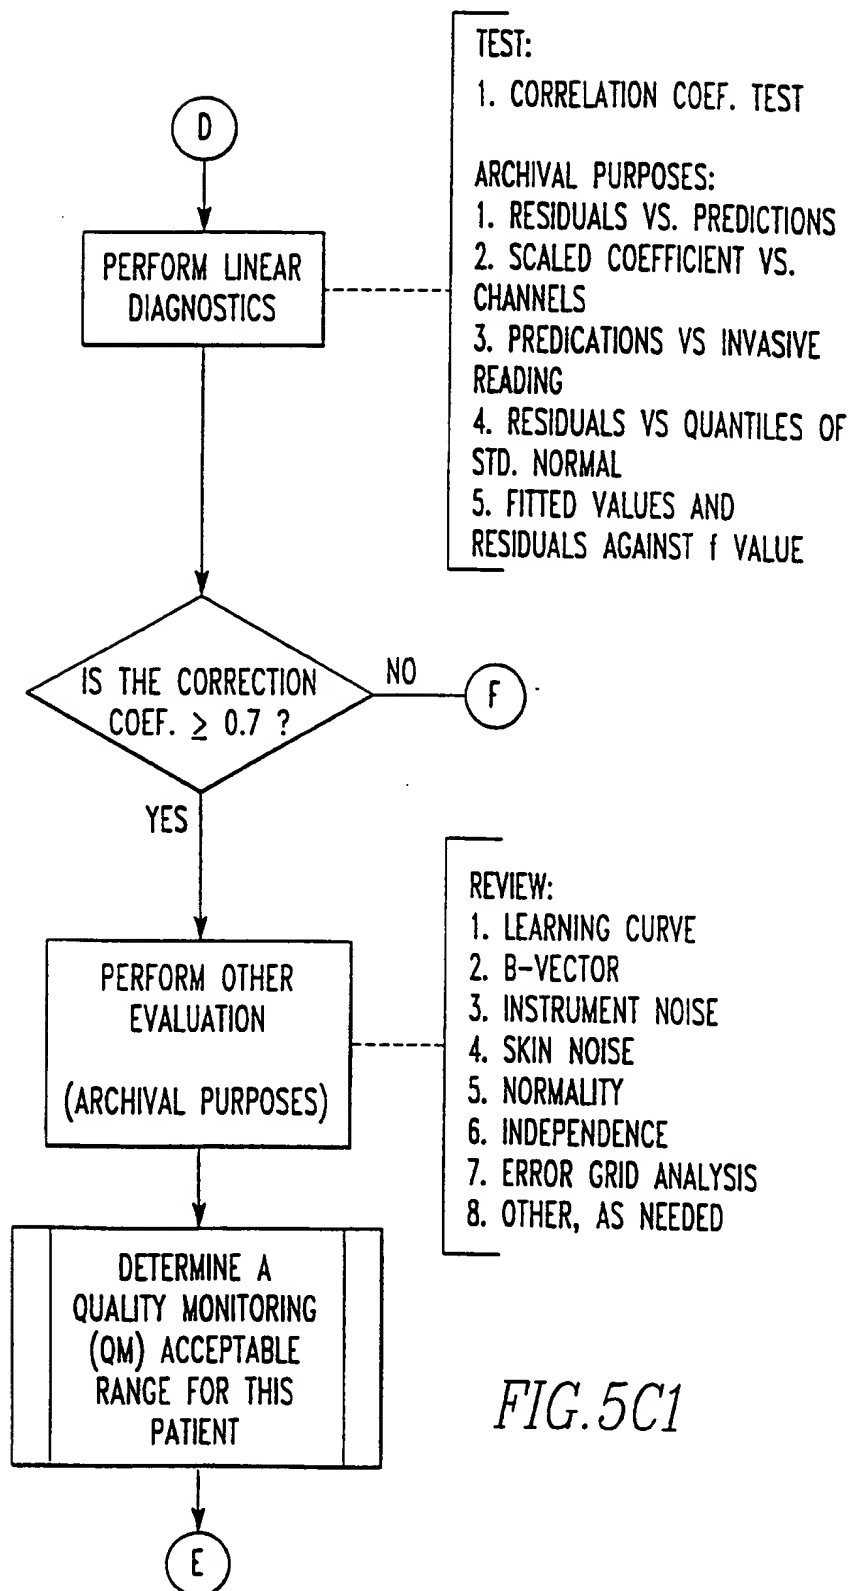 D
PERFORM LINEAR
DIAGNOSTICS
TEST:
1. CORRELATION COEF. TEST
ARCHIVAL PURPOSES:
1. RESIDUALS VS. PREDICTIONS
2. SCALED COEFFICIENT VS.
CHANNELS
3. PREDICATIONS VS INVASIVE
READING
4. RESIDUALS VS QUANTILES OF
STD. NORMAL
5. FITTED VALUES AND
RESIDUALS AGAINST f VALUE
IS THE CORRECTION
COEF. ≥ 0.7 ?
NO
F
YES
PERFORM OTHER
EVALUATION
(ARCHIVAL PURPOSES)
REVIEW:
1. LEARNING CURVE
2. B-VECTOR
3. INSTRUMENT NOISE
4. SKIN NOISE
5. NORMALITY
6. INDEPENDENCE
7. ERROR GRID ANALYSIS
8. OTHER, AS NEEDED
DETERMINE A
QUALITY MONITORING
(QM) ACCEPTABLE
RANGE FOR THIS
PATIENT
E
FIG.5C1